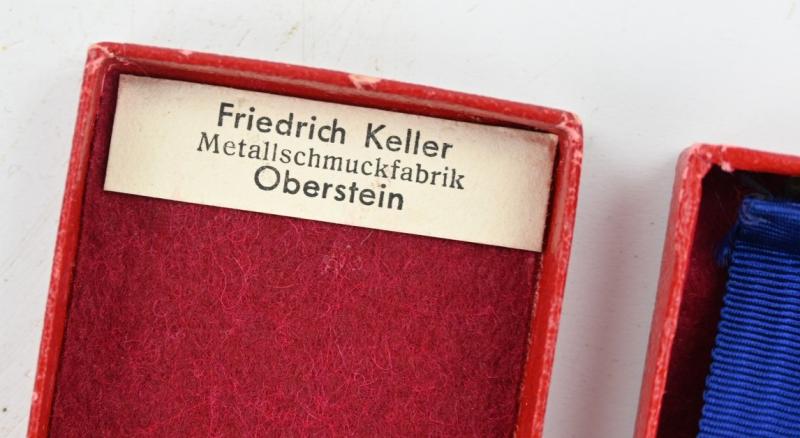 Friedrich Keller
Metallschmuckfabrik
Oberstein